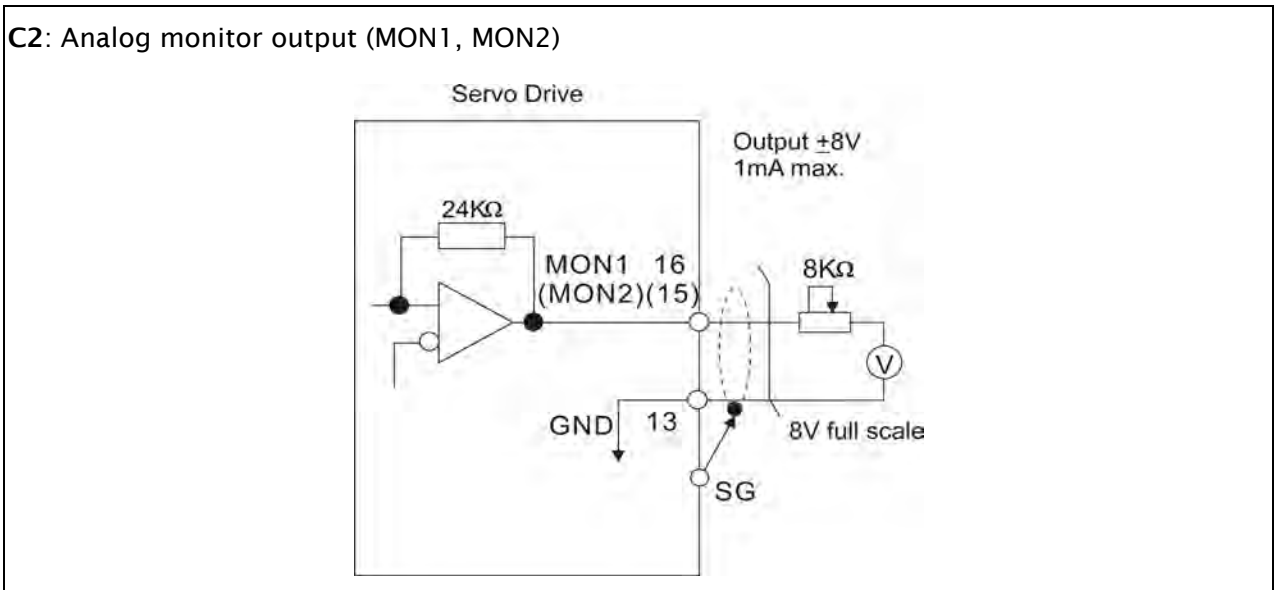 C2: Analog monitor output (MON1, MON2)
Servo Drive
Output ±8V
1mA max.
24KΩ
MON1 16
(MON2)(15)
8KΩ
V
GND 13
8V full scale
SG